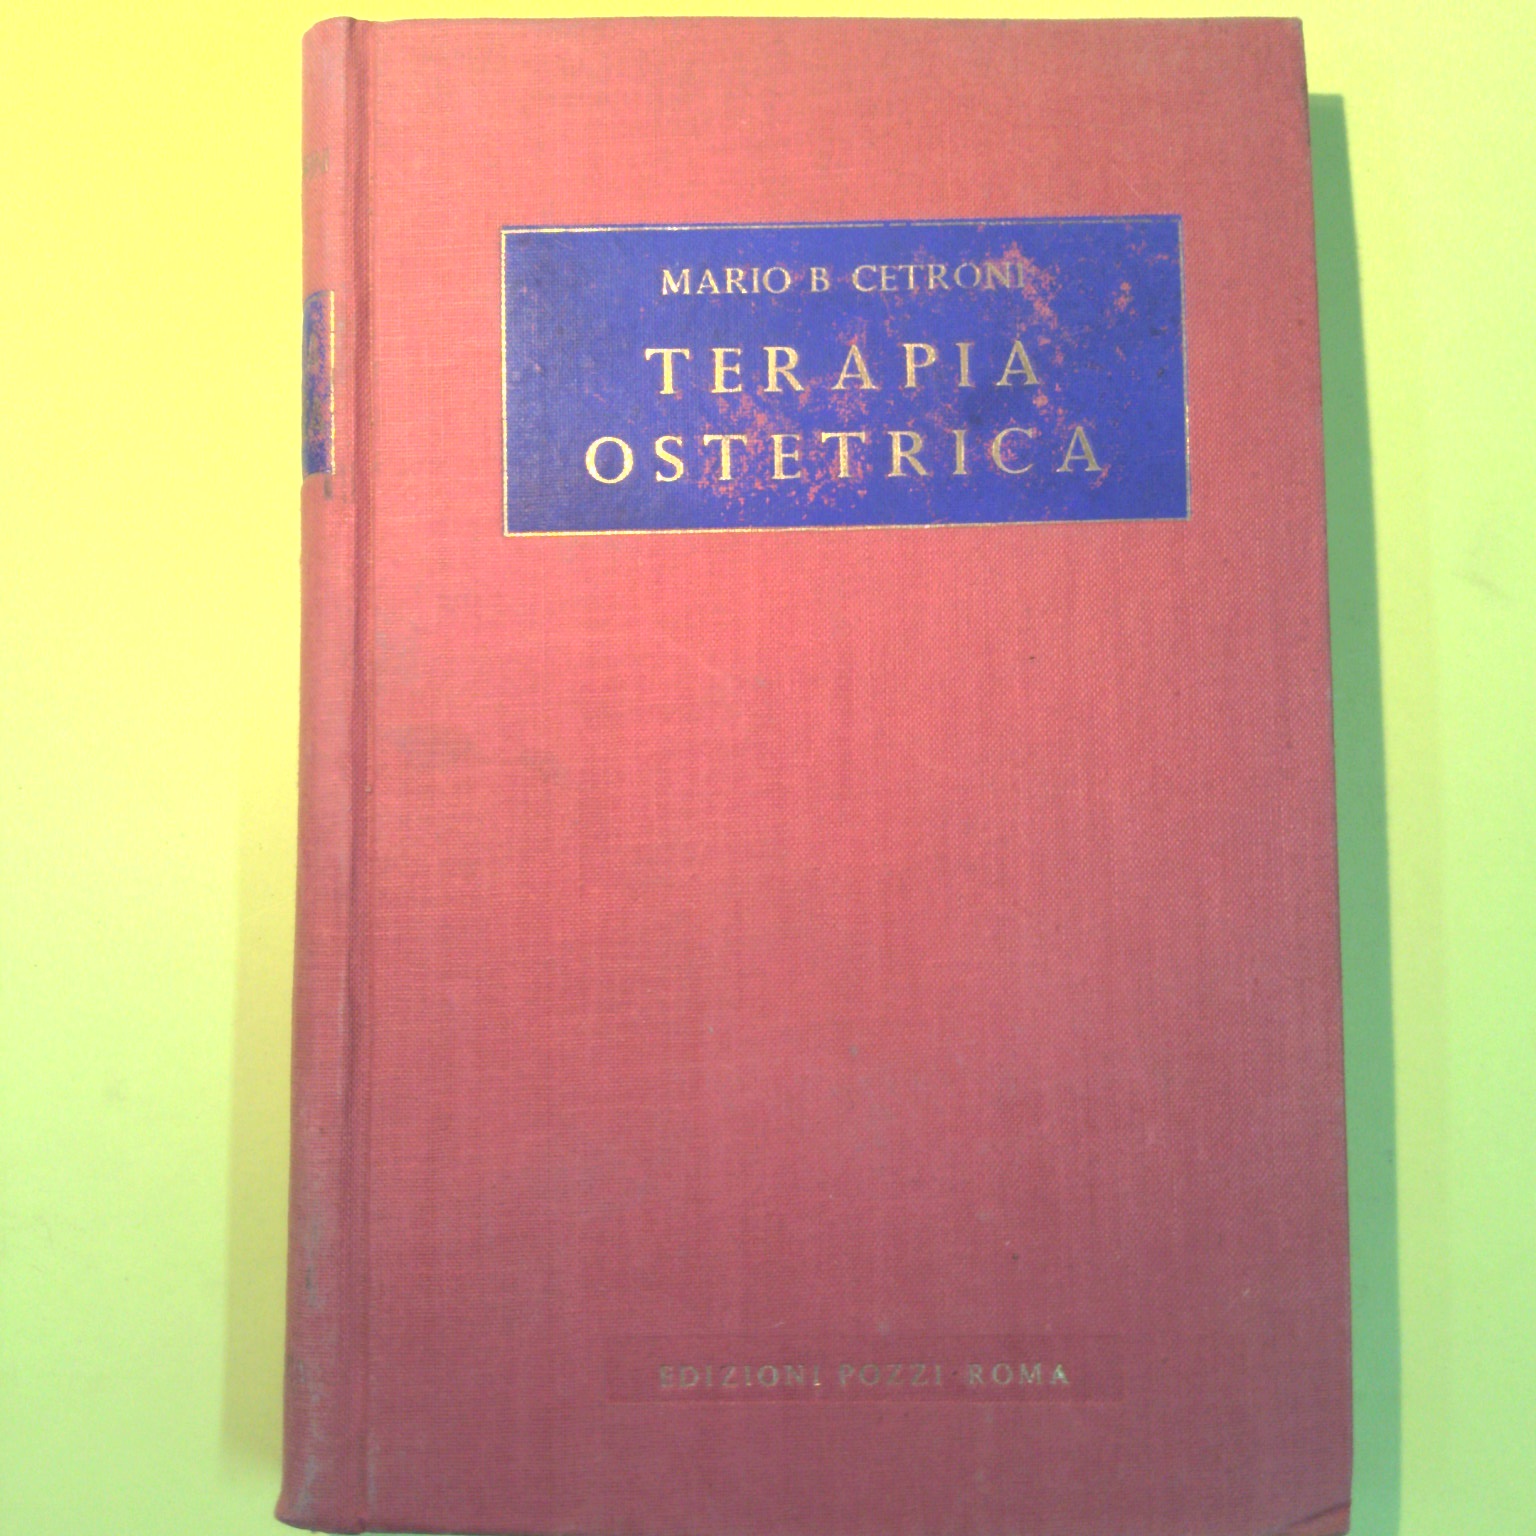 MARIO B CETRONI
TERAPIA
OSTETRICA
EDIZIONI POZZI ROMA